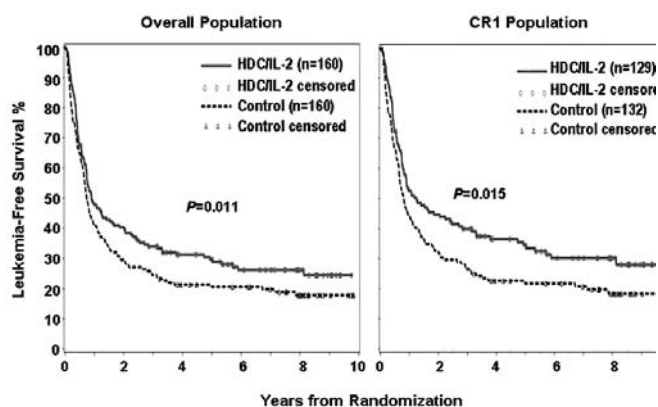 Overall Population
CR1 Population
Leukemia-Free Survival %
100
90
80
70
60
50
40
30
20
10
0
HDC/IL-2 (n=160)
HDC/IL-2 censored
Control (n=160)
Control censored
P=0.011
0 2 4 6 8 10
HDC/IL-2 (n=129)
HDC/IL-2 censored
Control (n=132)
Control censored
P=0.015
0 2 4 6 8
Years from Randomization